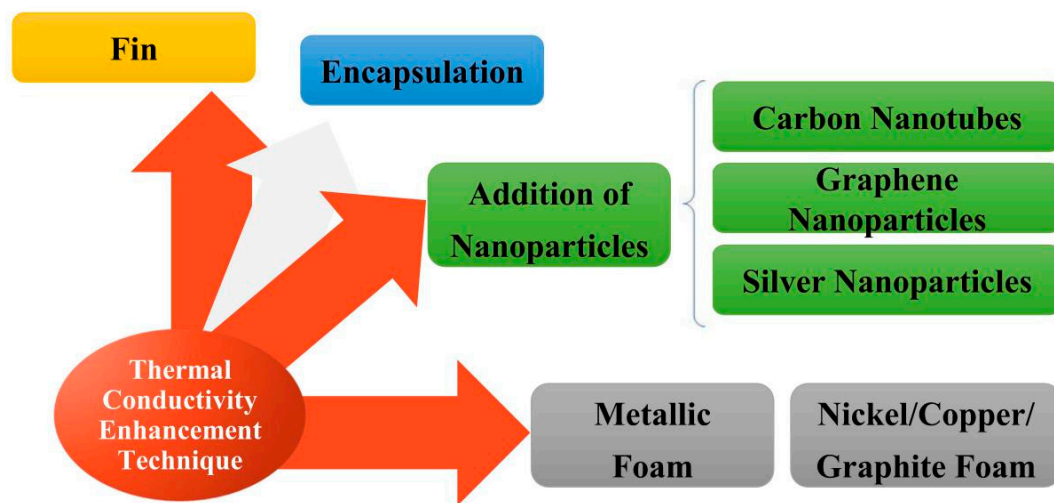 Fin
Encapsulation
Carbon Nanotubes
Graphene
Nanoparticles
Silver Nanoparticles
Addition of
Nanoparticles
Thermal
Conductivity
Enhancement
Technique
Metallic
Foam
Nickel/Copper/
Graphite Foam